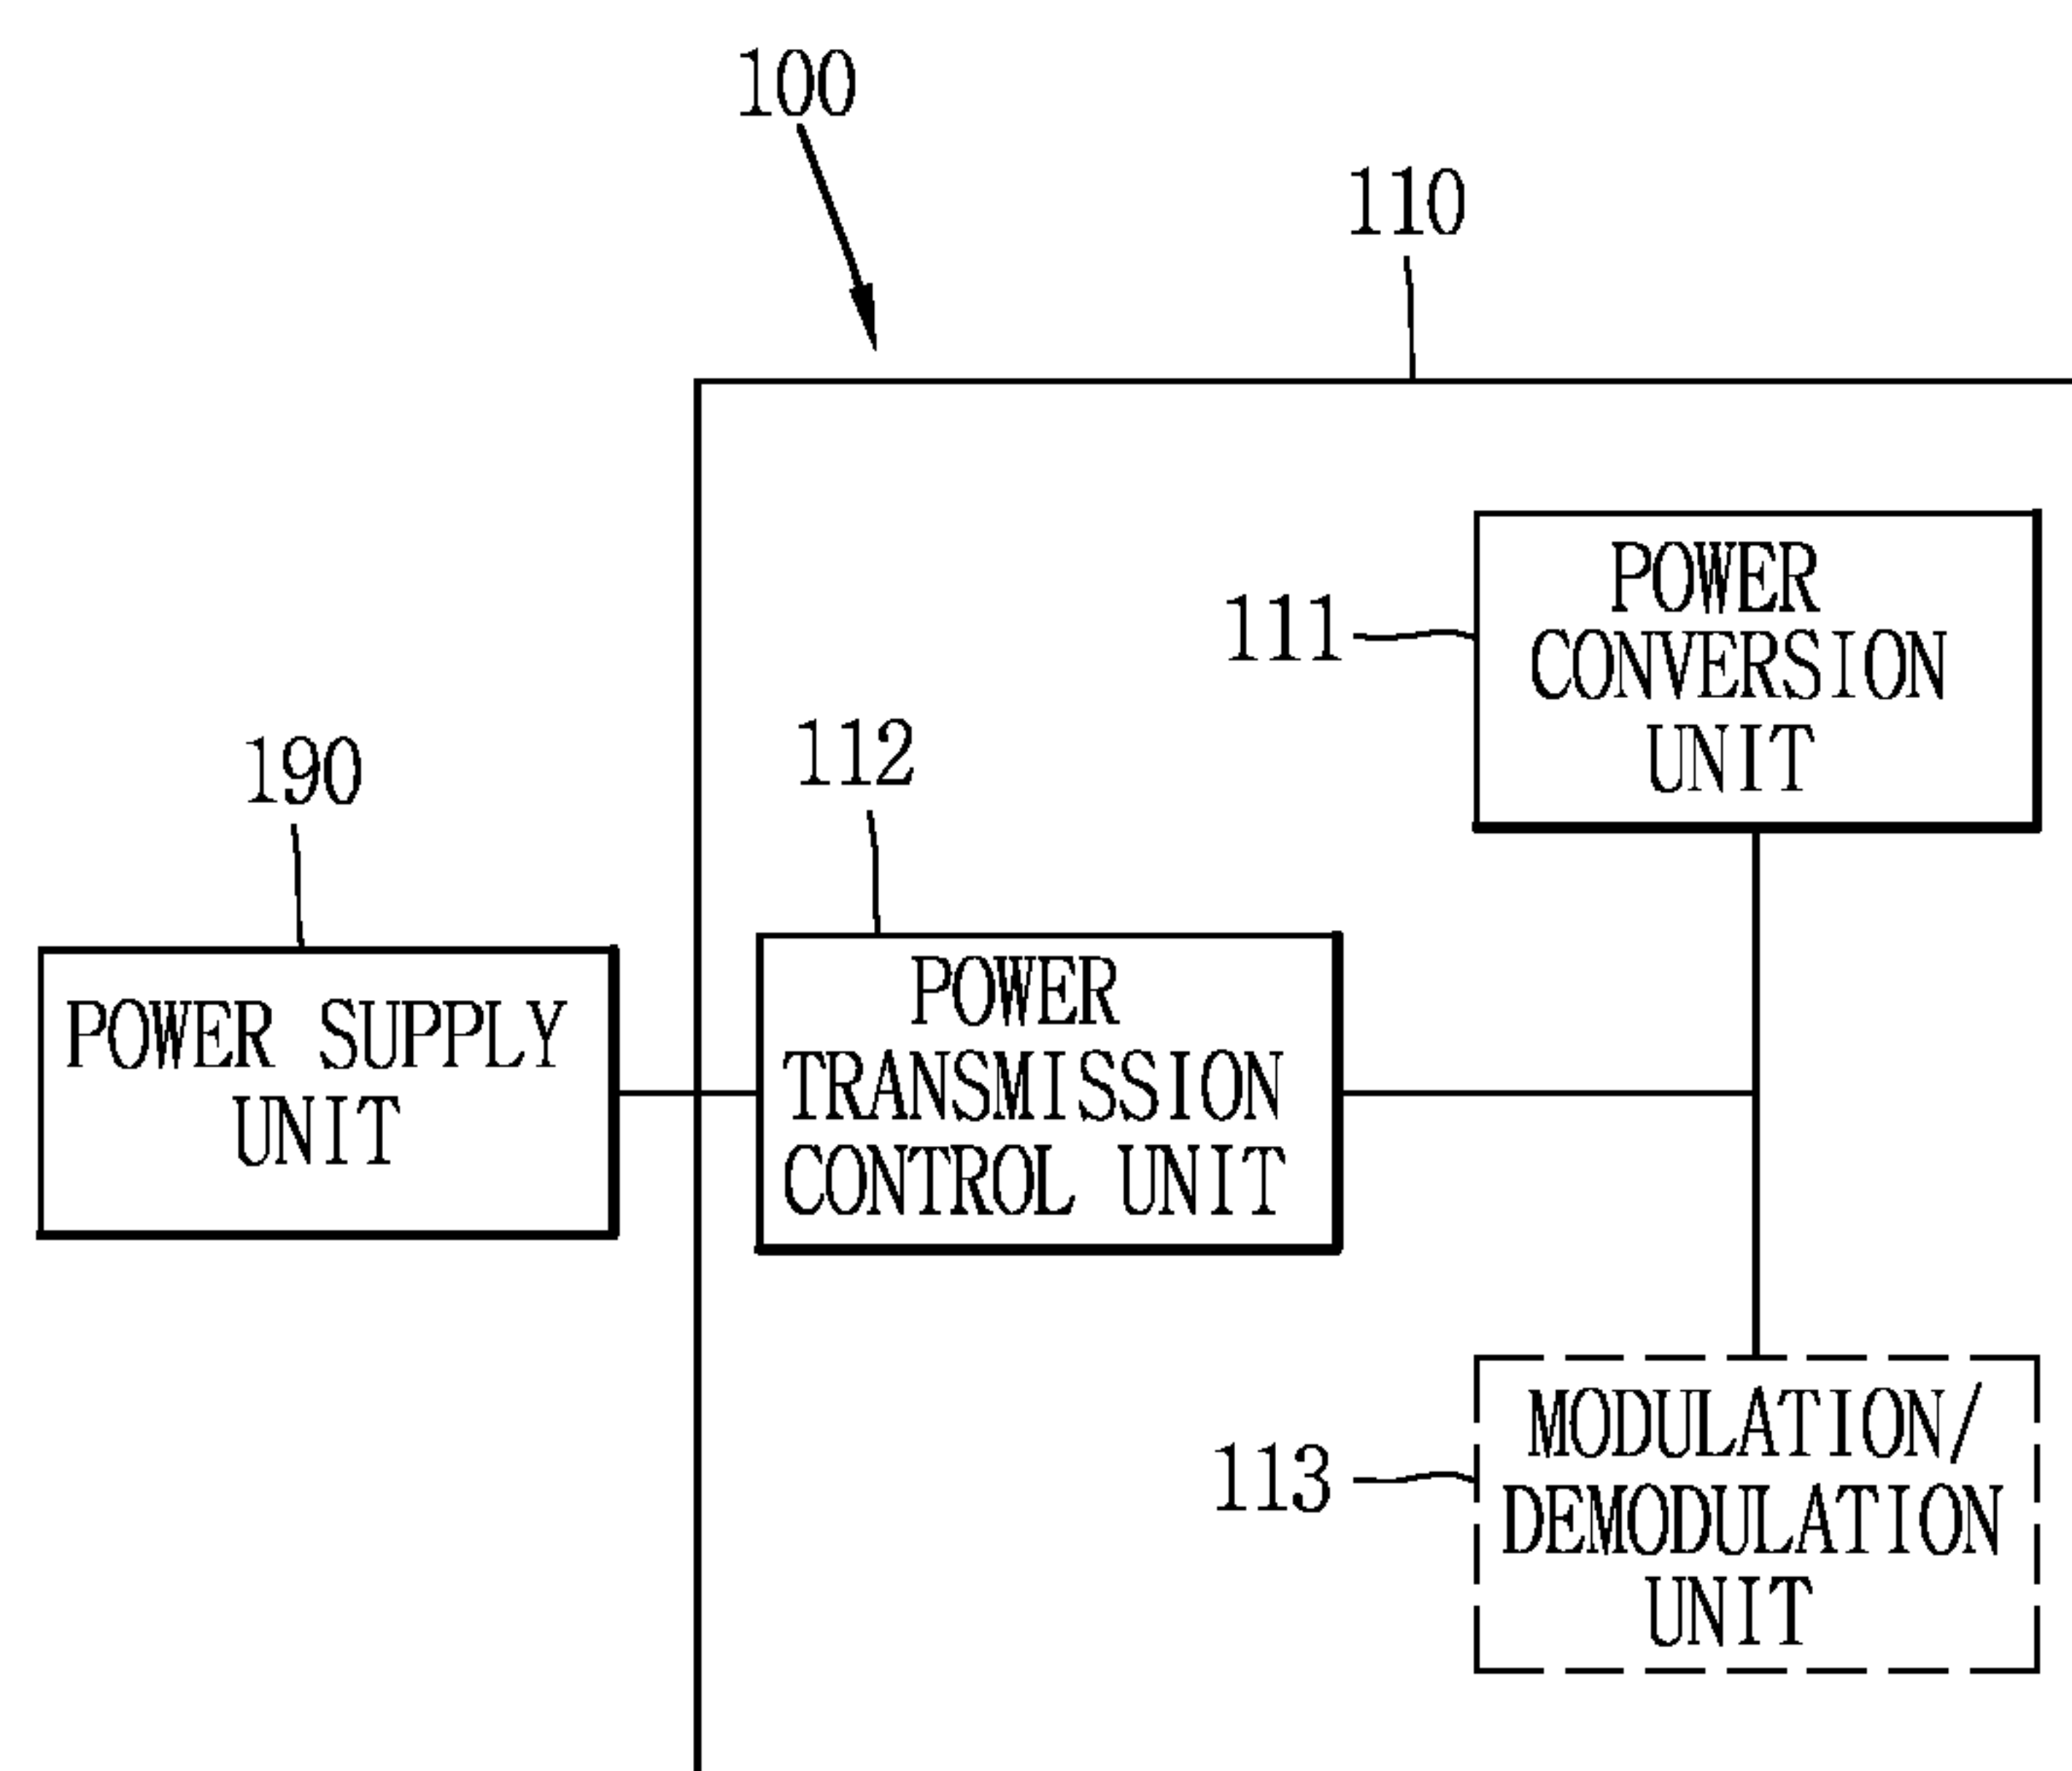 100
110
111
POWER
CONVERSION
UNIT
190
112
POWER SUPPLY
UNIT
POWER
TRANSMISSION
CONTROL UNIT
113
MODULATION/
DEMODULATION
UNIT